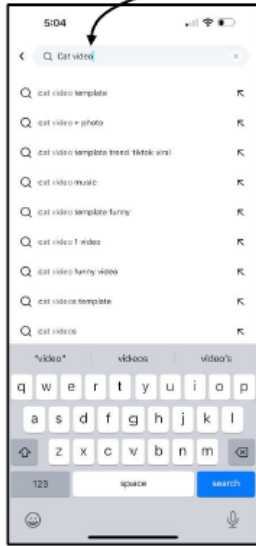 5:04
Cat video
cat video template
cat video + photo
cat video template trend tiktok viral
cat video music
cat video template funny
cat video 1 video
cat video funny video
cat videos template
cat videos
"video" videos video's
q w e r t y u i o p
a s d f g h j k l
z x c v b n m
123 space search